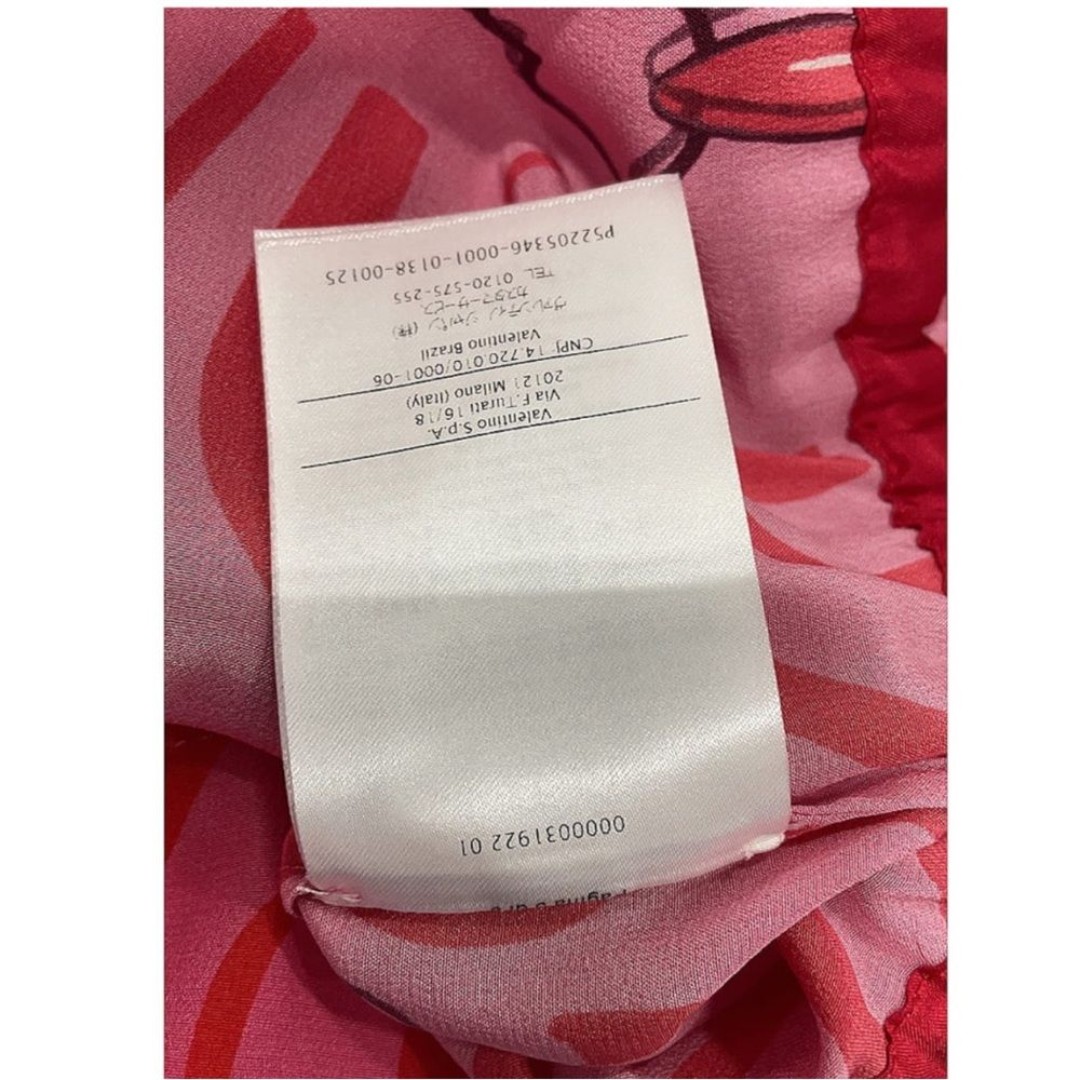 0000031922 01
Valentino S.p.A.
Via F.Turati 16/18
20121 Milano (Italy)
CNPJ 14.720.010/0001-06
Valentino Brazil
ヴァレンティノ ジャパン (株)
カスタマーサービス
TEL 0120-575-255
P52205346-0001-0138-00125